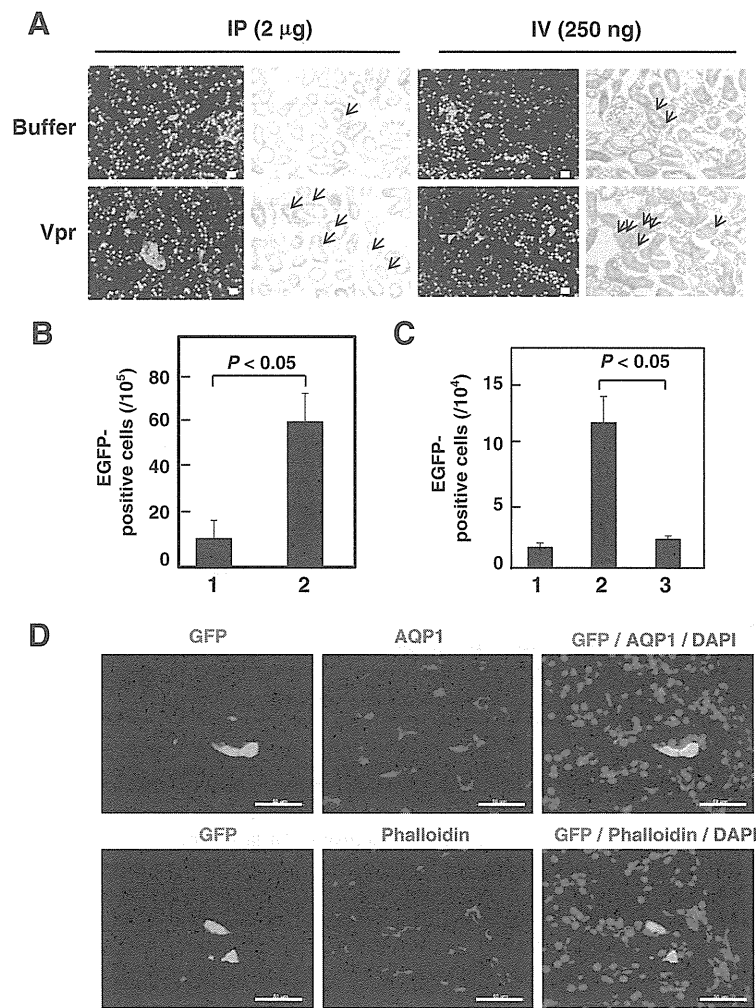 A
IP (2 µg)
IV (250 ng)
Buffer
Vpr
B
C
EGFP-
positive cells (/10⁵)
80
60
40
20
0
P < 0.05
1
2
EGFP-
positive cells (/10⁴)
15
10
5
0
P < 0.05
1
2
3
D
GFP
AQP1
GFP / AQP1 / DAPI
GFP
Phalloidin
GFP / Phalloidin / DAPI